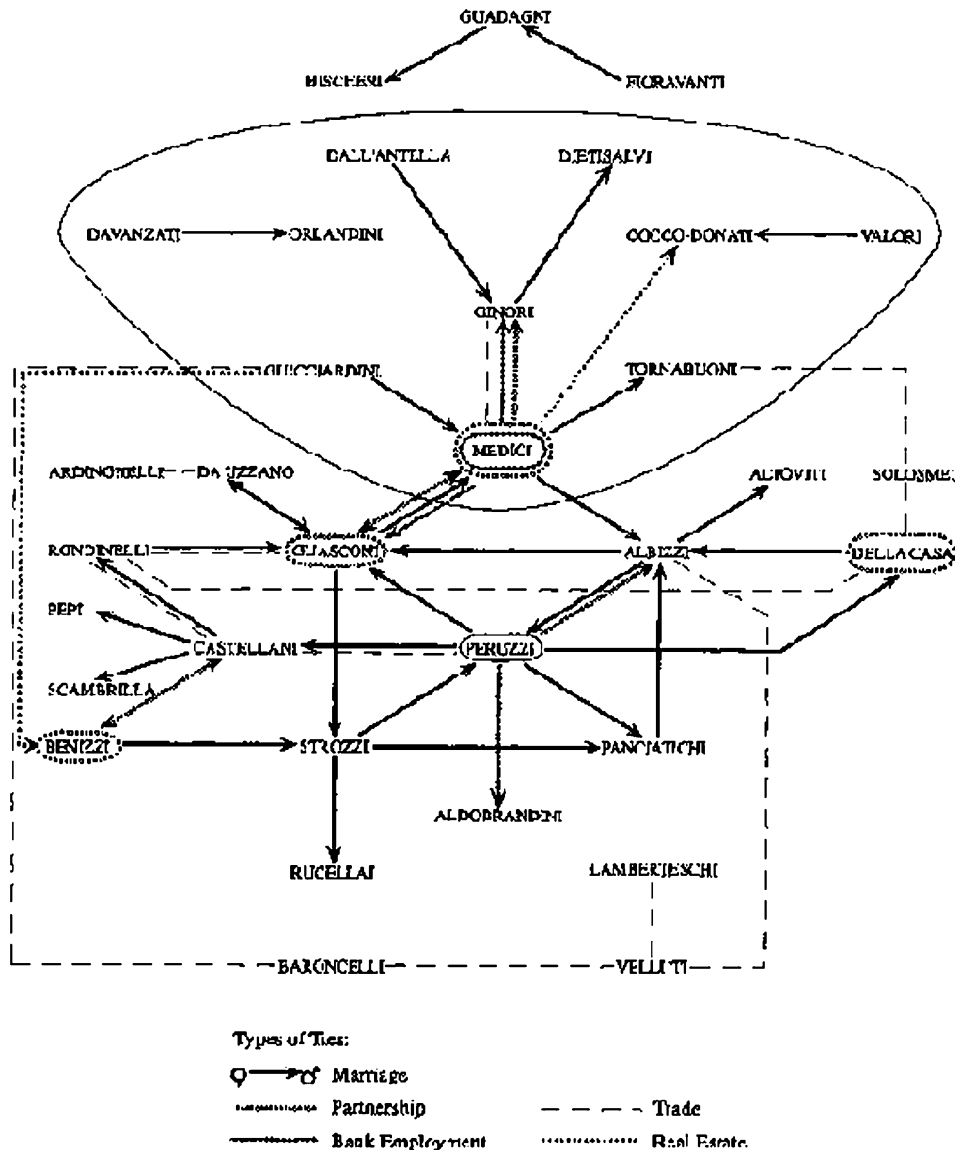 GUADAGNI
BISCHERI FIORAVANTI
DALL'ANTELLA DIETISALVI
DAVANZATI ORLANDINI COCCO-DONATI VALORI
GINORI
GUICCIARDINI TORNABUONI
MEDICI
ARDINGHELLI DA UZZANO ALTOVITI SOLOSMEI
RONDINELLI GUASCONI ALBIZZI DELLA CASA
PEPI
CASTELLANI PERUZZI
SCAMBRILLA
BENIZZI STROZZI PANCIATICHI
ALDOBRANDINI
RUCELLAI LAMBERTESCHI
BARONCELLI VELLUTI
Types of Ties:
Marriage
Partnership Trade
Bank Employment Real Estate